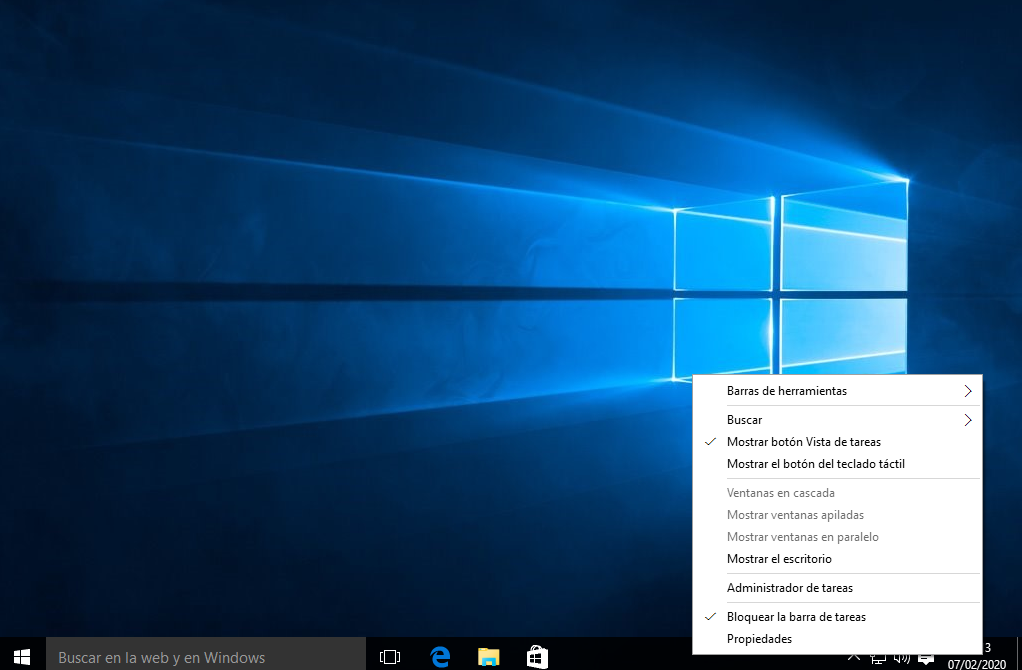 Barras de herramientas
Buscar
Mostrar botón Vista de tareas
Mostrar el botón del teclado táctil
Ventanas en cascada
Mostrar ventanas apiladas
Mostrar ventanas en paralelo
Mostrar el escritorio
Administrador de tareas
Bloquear la barra de tareas
Propiedades
Buscar en la web y en Windows
3
07/02/2020